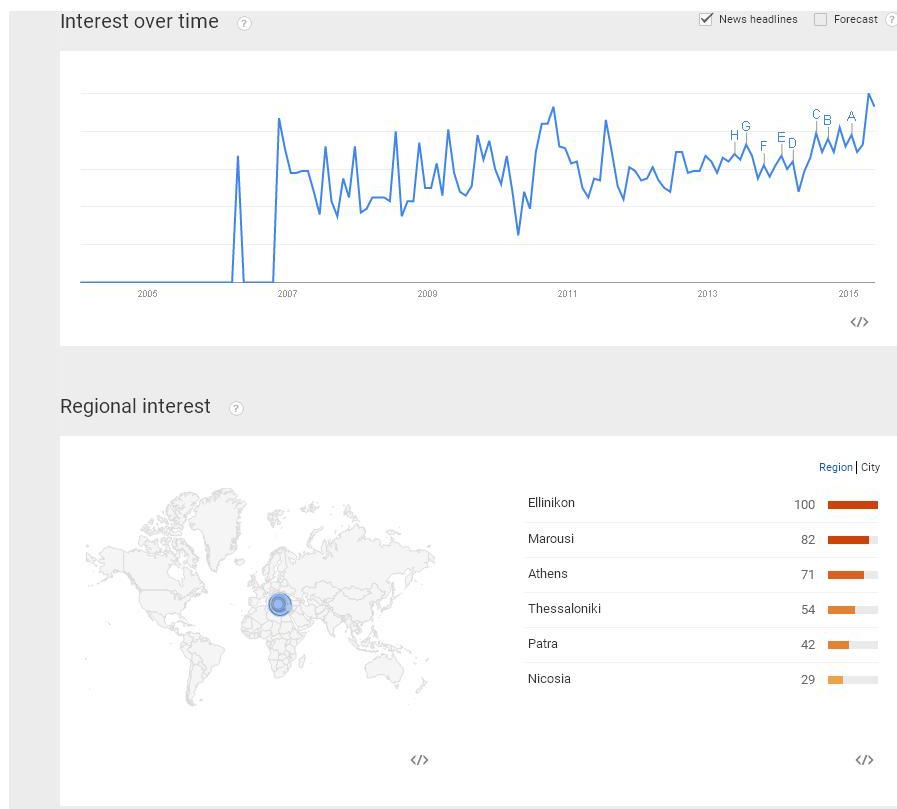 Interest over time ?
News headlines Forecast ?
H G F E D C B A
2005 2007 2009 2011 2013 2015
</>
Regional interest ?
Region | City
Ellinikon 100
Marousi 82
Athens 71
Thessaloniki 54
Patra 42
Nicosia 29
</> </>